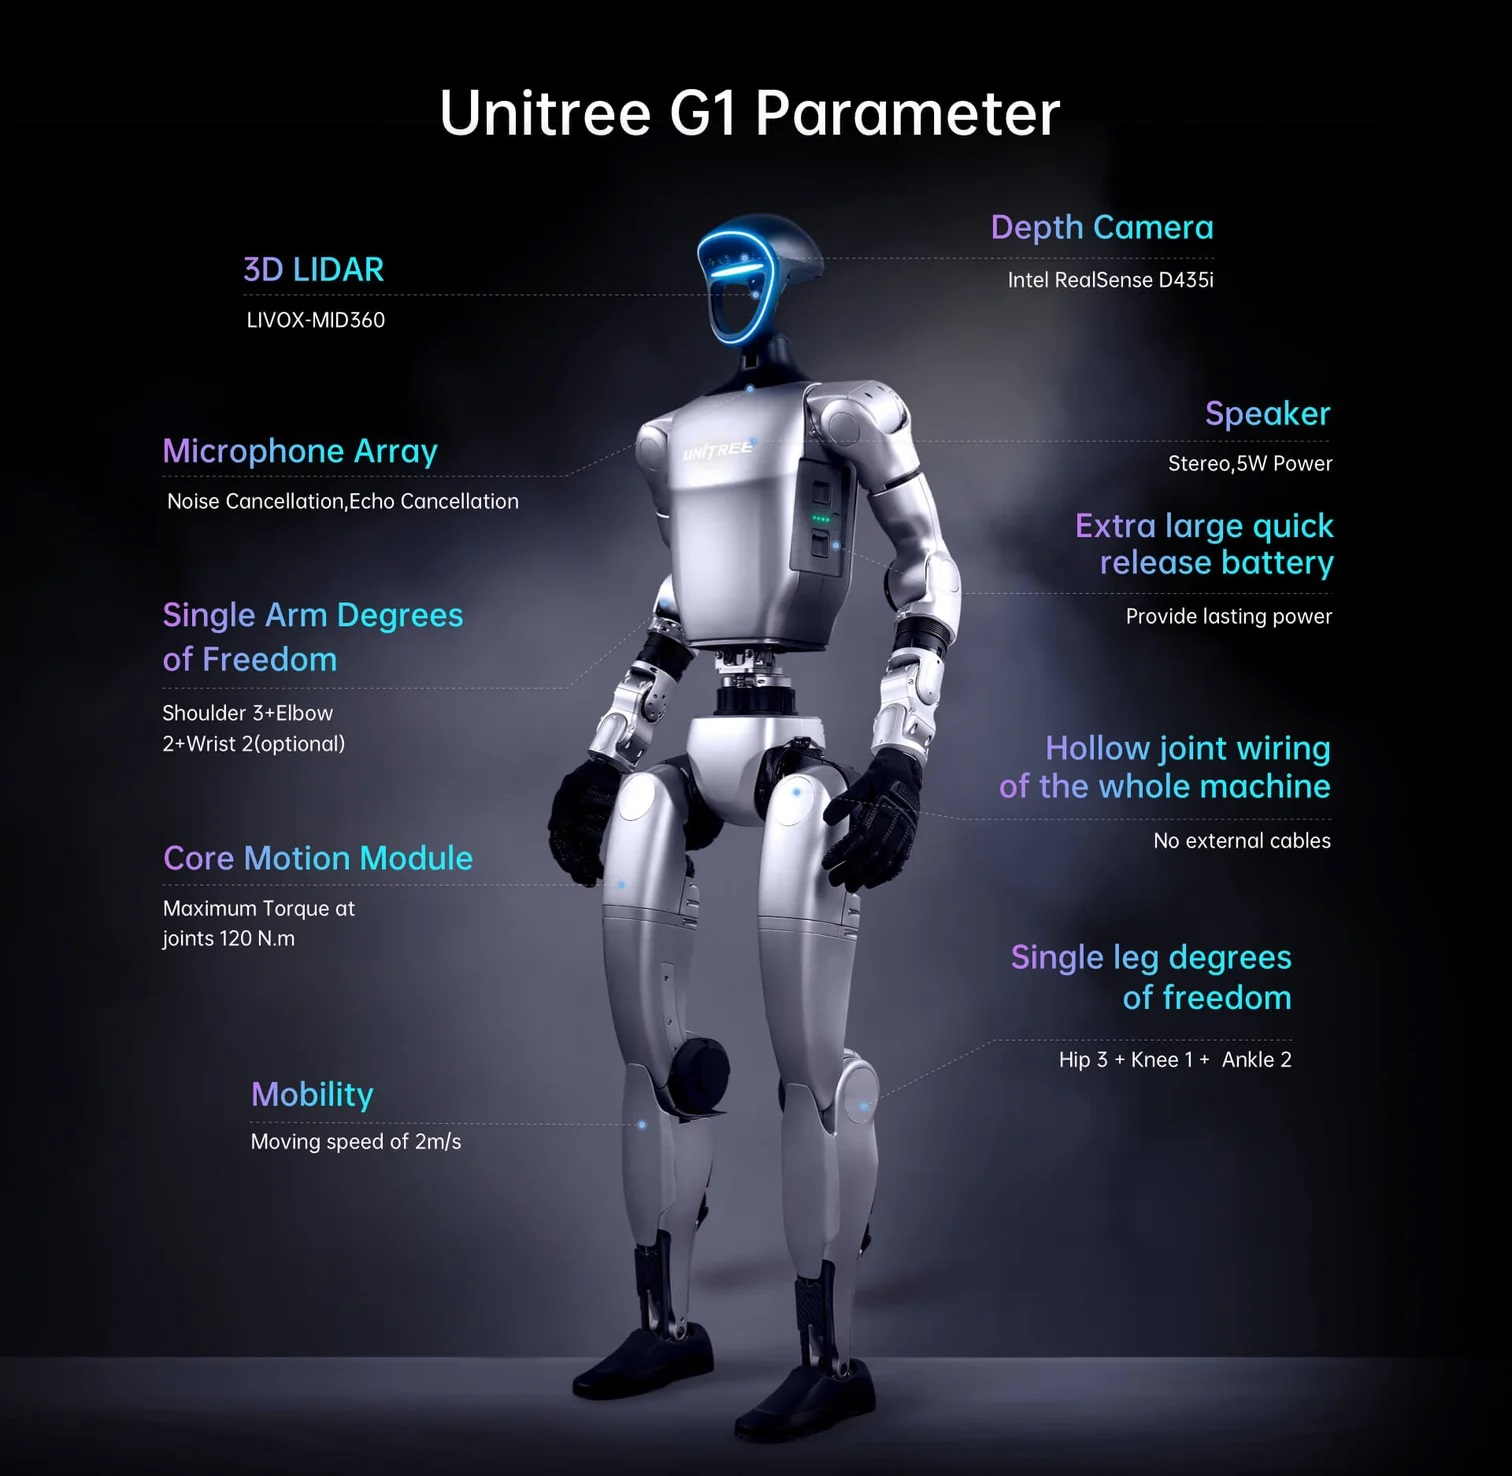 Unitree G1 Parameter
3D LIDAR
LIVOX-MID360
Depth Camera
Intel RealSense D435i
Microphone Array
Noise Cancellation,Echo Cancellation
Speaker
Stereo,5W Power
UNITREE
Extra large quick
release battery
Provide lasting power
Single Arm Degrees
of Freedom
Shoulder 3+Elbow
2+Wrist 2(optional)
Hollow joint wiring
of the whole machine
No external cables
Core Motion Module
Maximum Torque at
joints 120 N.m
Single leg degrees
of freedom
Hip 3 + Knee 1 + Ankle 2
Mobility
Moving speed of 2m/s